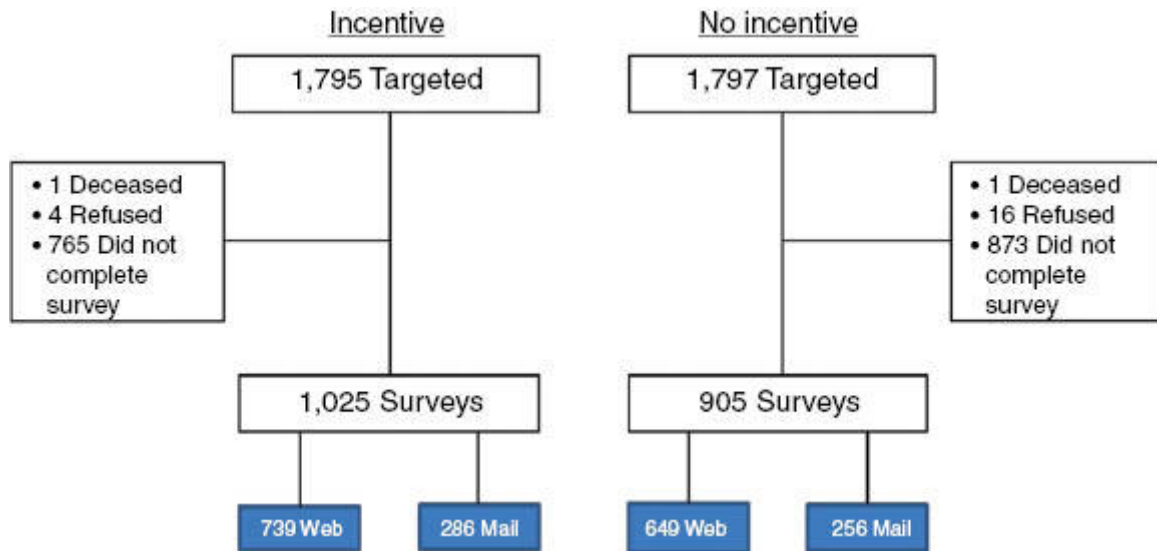 Incentive
No incentive
1,795 Targeted
1,797 Targeted
• 1 Deceased
• 4 Refused
• 765 Did not
complete
survey
• 1 Deceased
• 16 Refused
• 873 Did not
complete
survey
1,025 Surveys
905 Surveys
739 Web
286 Mail
649 Web
256 Mail